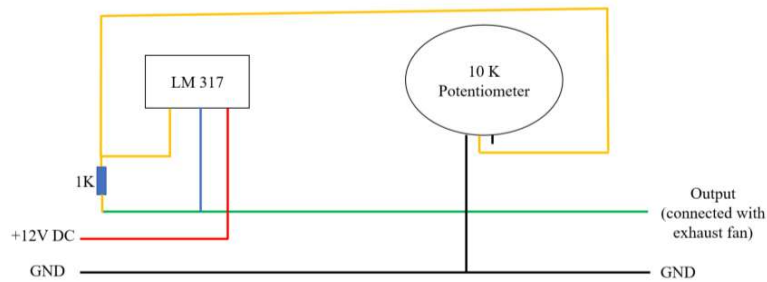 LM 317
10 K
Potentiometer
1K
Output
(connected with
exhaust fan)
+12V DC
GND
GND